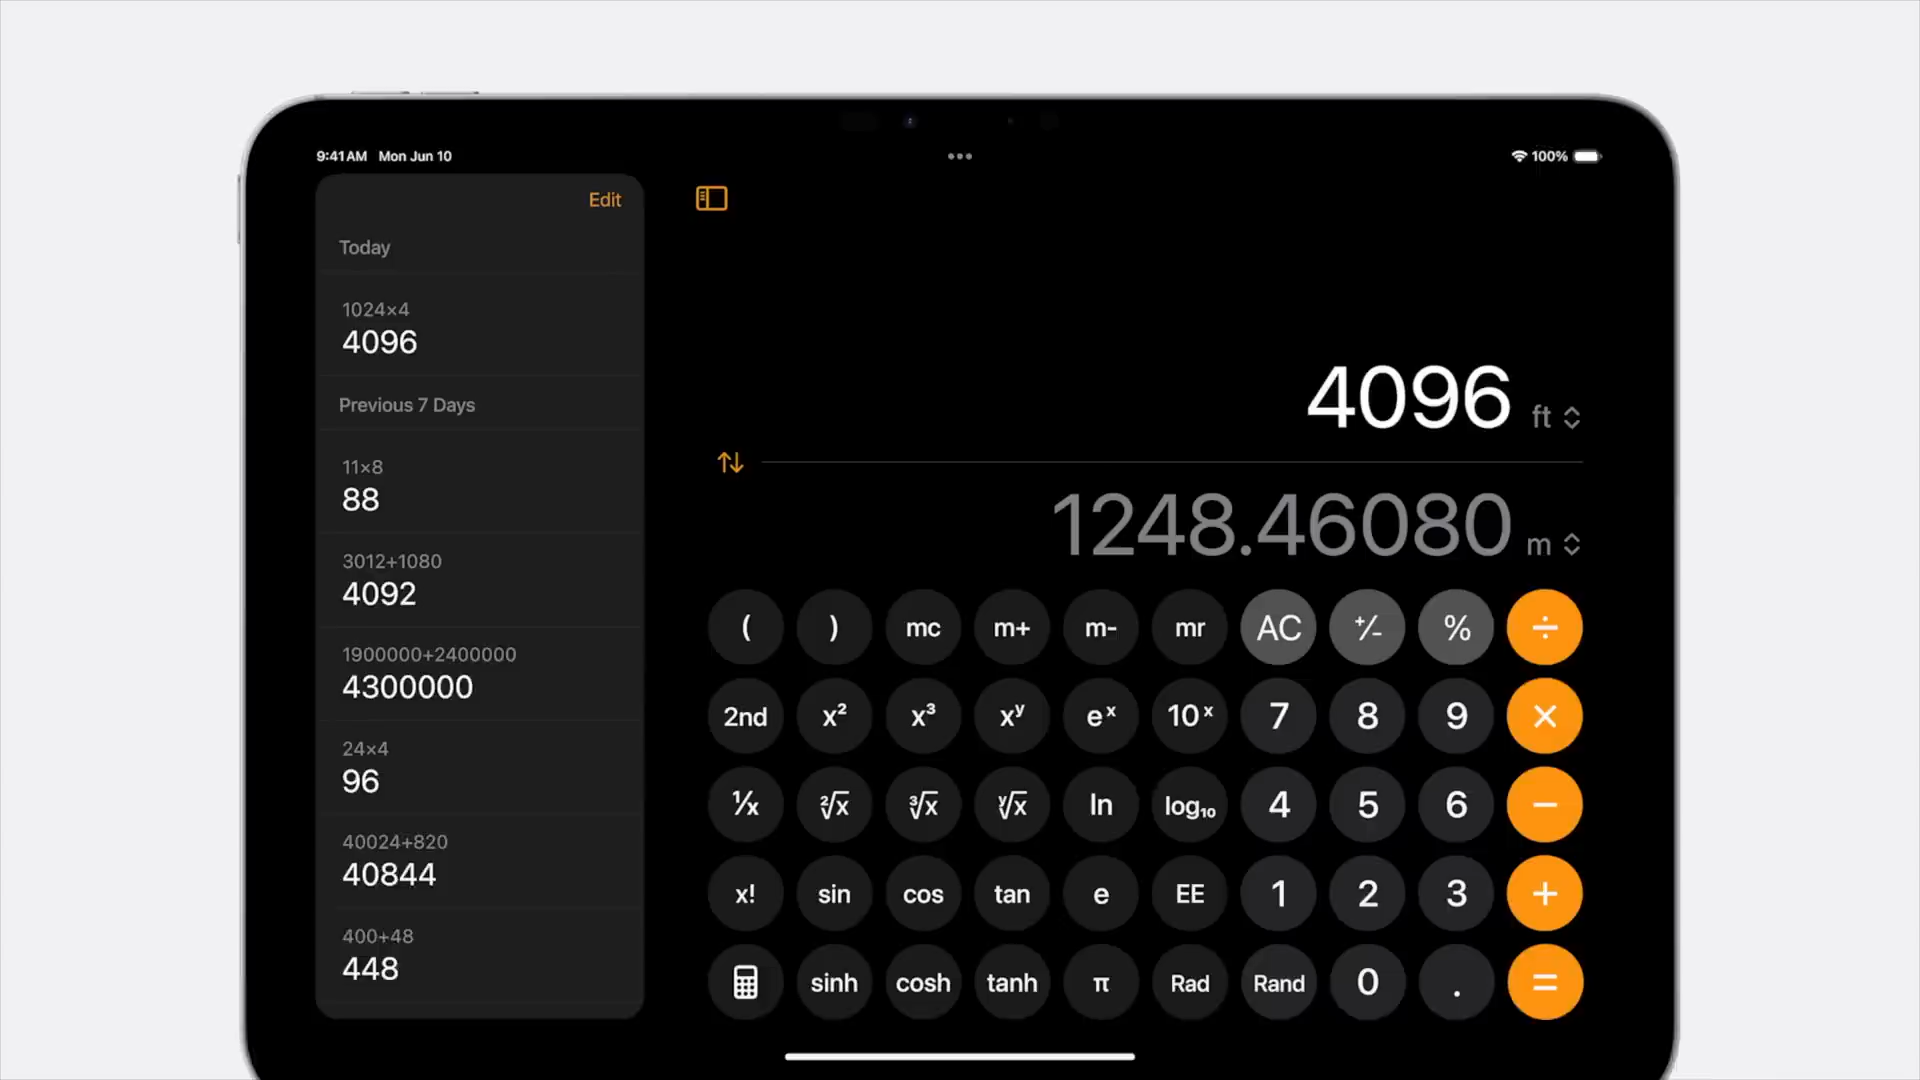 9:41 AM Mon Jun 10
100%
Edit
Today
1024×4
4096
Previous 7 Days
11×8
88
3012+1080
4092
1900000+2400000
4300000
24×4
96
40024+820
40844
400+48
448
4096 ft
1248.46080 m
( ) mc m+ m- mr AC +/- % ÷
2nd x² x³ xʸ eˣ 10ˣ 7 8 9 ×
1/x ²√x ³√x ʸ√x ln log₁₀ 4 5 6 −
x! sin cos tan e EE 1 2 3 +
sinh cosh tanh π Rad Rand 0 . =